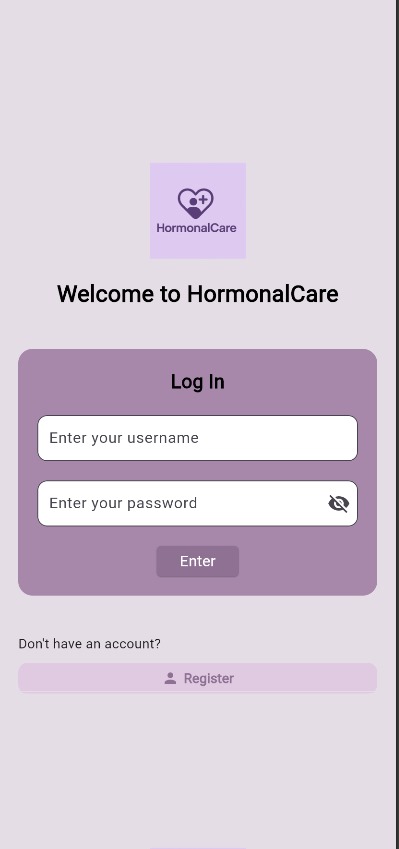 HormonalCare
Welcome to HormonalCare
Log In
Enter your username
Enter your password
Enter
Don't have an account?
Register